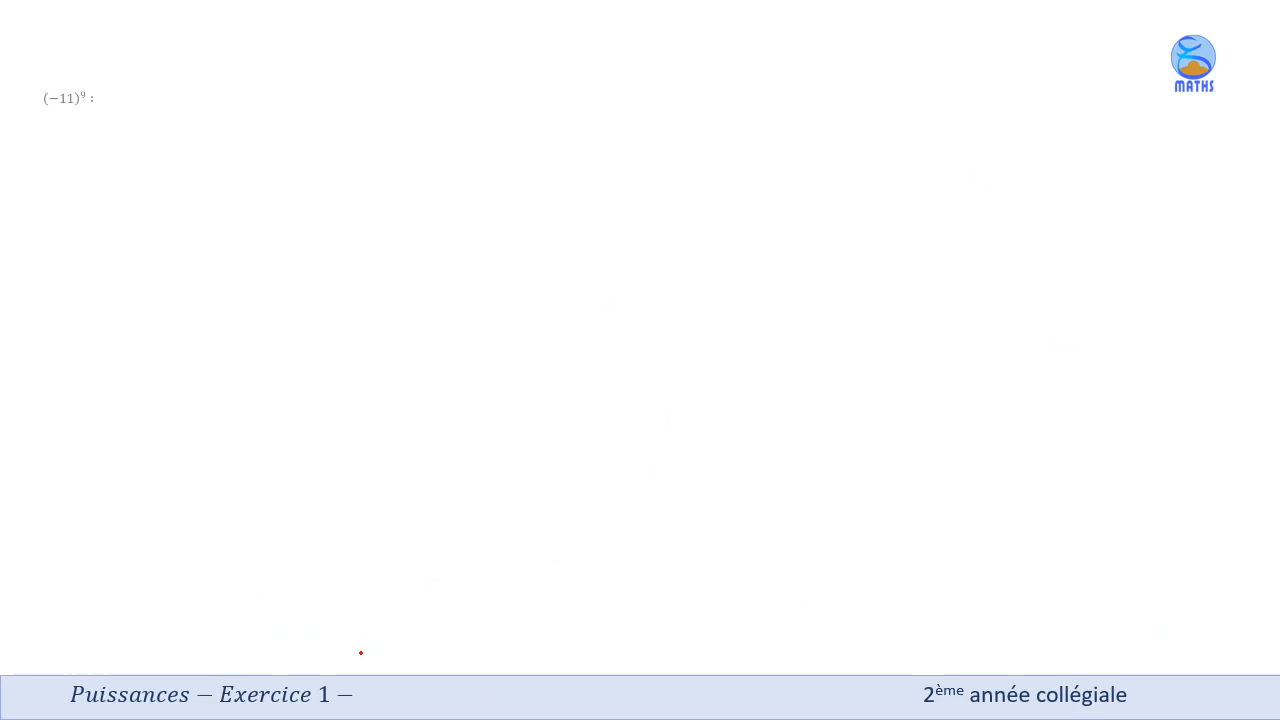 (−11)⁹ :
MATHS
Puissances − Exercice 1 −
2ème année collégiale